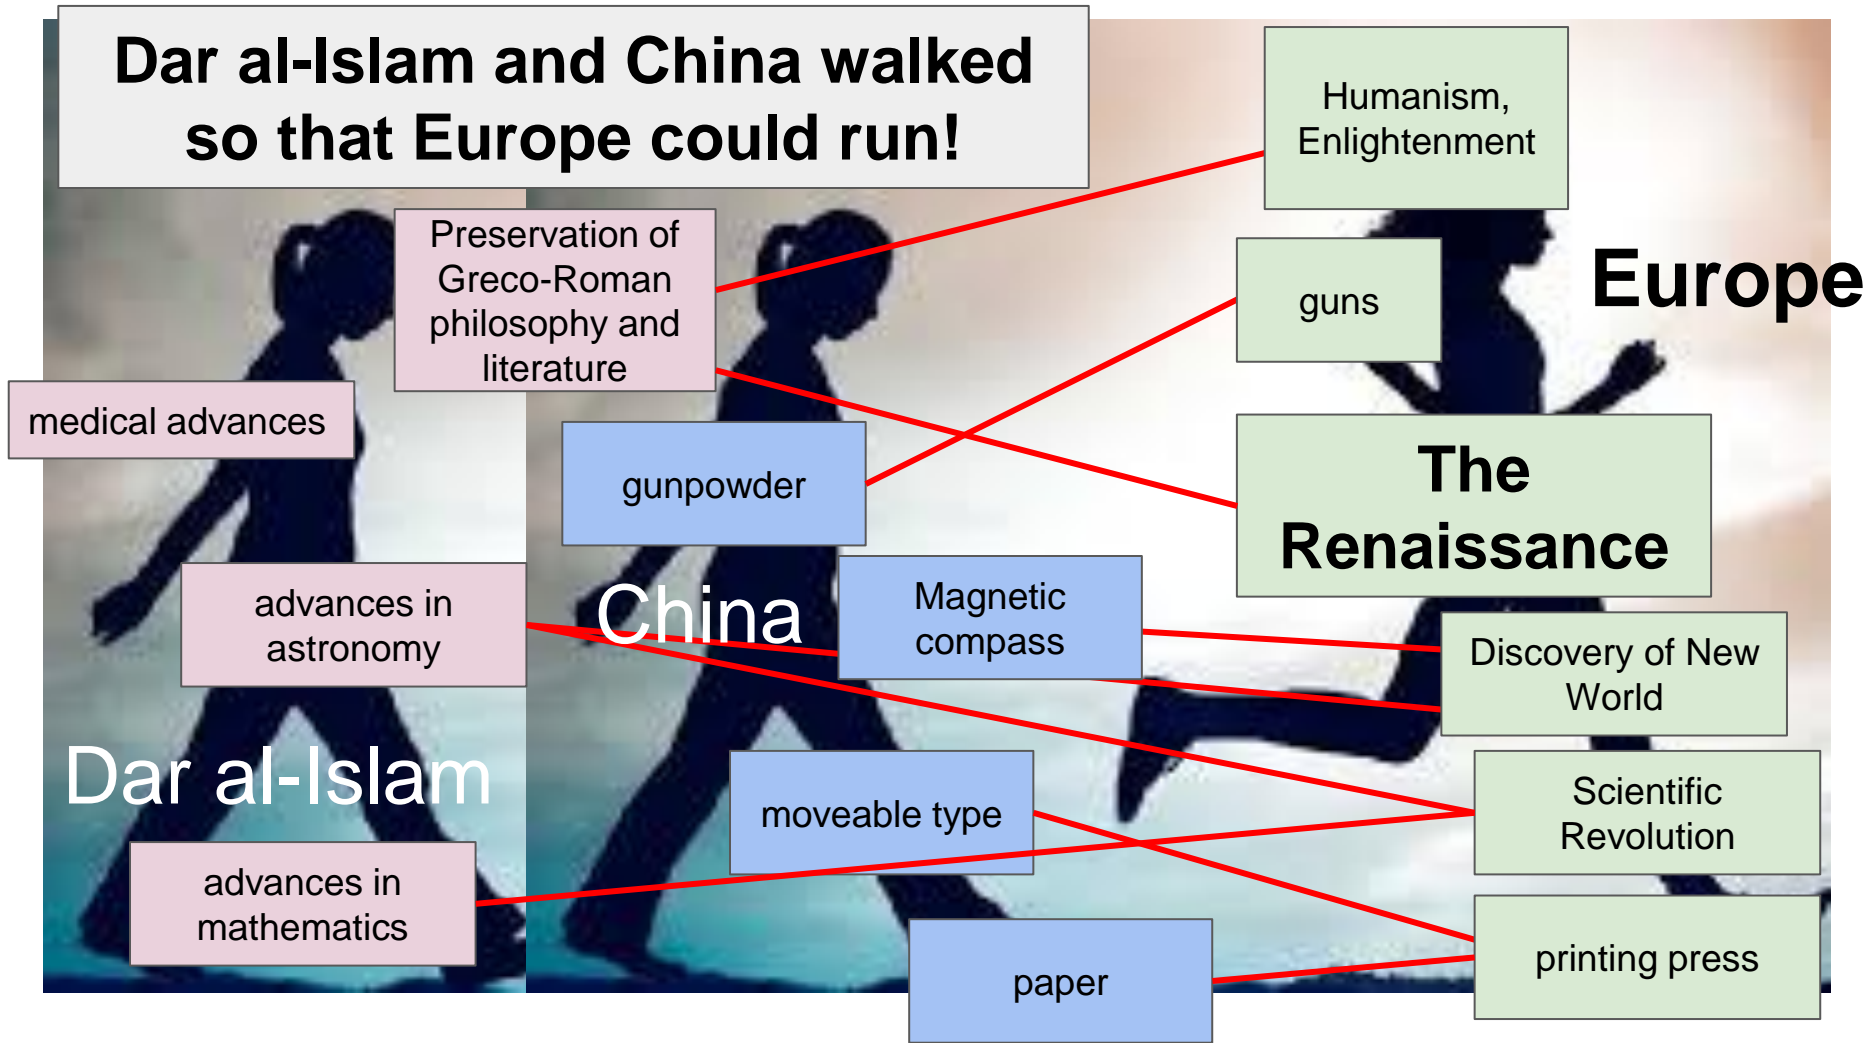 Dar al-Islam and China walked
so that Europe could run!
Humanism,
Enlightenment
Preservation of
Greco-Roman
philosophy and
literature
guns
Europe
medical advances
gunpowder
The
Renaissance
advances in
astronomy
China
Magnetic
compass
Discovery of New
World
Dar al-Islam
moveable type
Scientific
Revolution
advances in
mathematics
paper
printing press